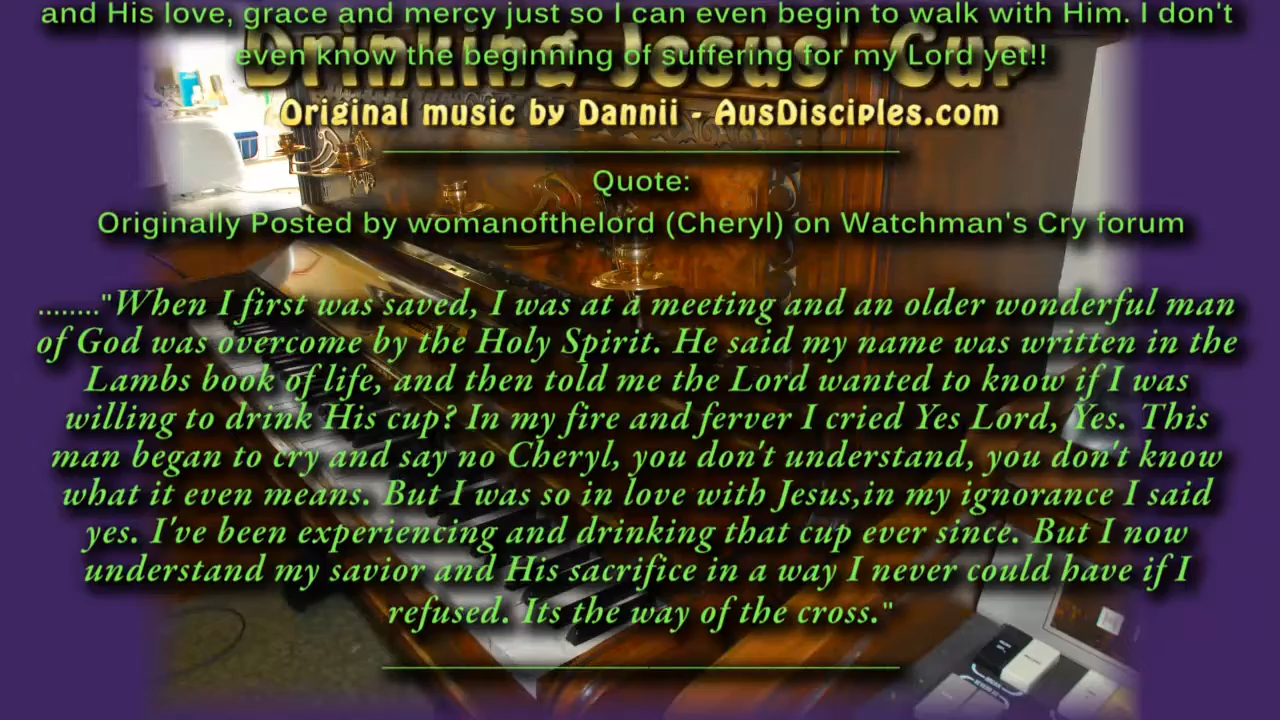 and His love, grace and mercy just so I can even begin to walk with Him. I don't
even know the beginning of suffering for my Lord yet!!
Drinking Jesus' Cup
Original music by Dannii - AusDisciples.com
Quote:
Originally Posted by womanofthelord (Cheryl) on Watchman's Cry forum
........"When I first was saved, I was at a meeting and an older wonderful man
of God was overcome by the Holy Spirit. He said my name was written in the
Lambs book of life, and then told me the Lord wanted to know if I was
willing to drink His cup? In my fire and ferver I cried Yes Lord, Yes. This
man began to cry and say no Cheryl, you don't understand, you don't know
what it even means. But I was so in love with Jesus,in my ignorance I said
yes. I've been experiencing and drinking that cup ever since. But I now
understand my savior and His sacrifice in a way I never could have if I
refused. Its the way of the cross."